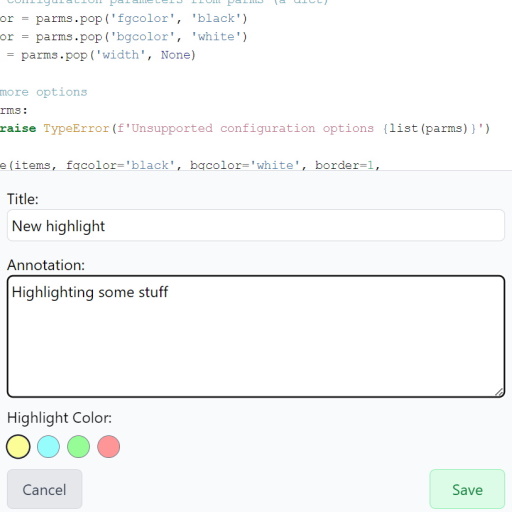 configuration parameters from parms (a dict)
or = parms.pop('fgcolor', 'black')
or = parms.pop('bgcolor', 'white')
= parms.pop('width', None)
more options
rms:
raise TypeError(f'Unsupported configuration options {list(parms)}')
e(items, fgcolor='black', bgcolor='white', border=1,
Title:
New highlight
Annotation:
Highlighting some stuff
Highlight Color:
Cancel
Save